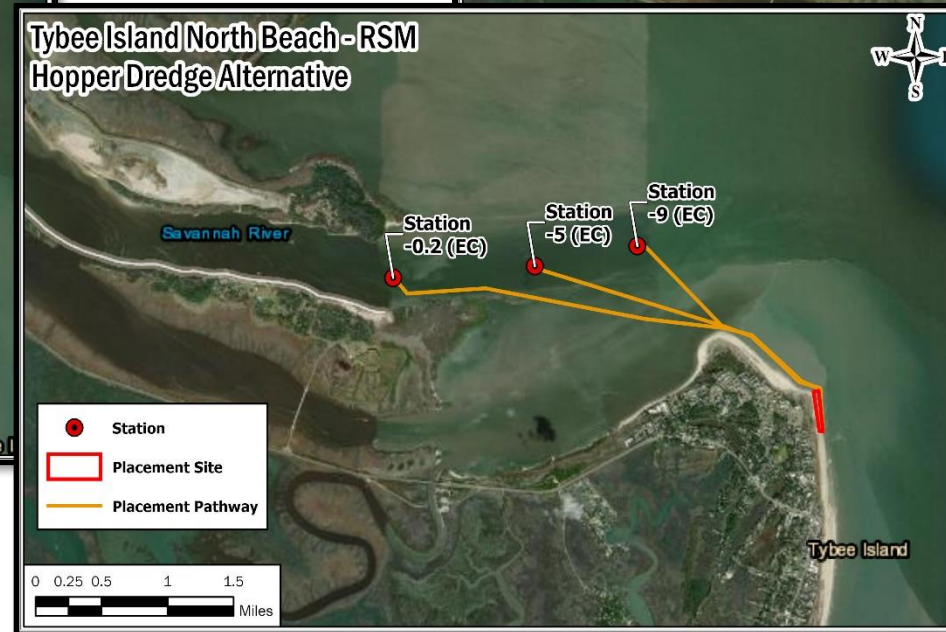 Tybee Island North Beach - RSM
Hopper Dredge Alternative
N
W
S
Station
-9 (EC)
Station
-5 (EC)
Station
-0.2 (EC)
Savannah River
Station
Placement Site
Placement Pathway
Tybee Island
0 0.25 0.5 1 1.5
Miles